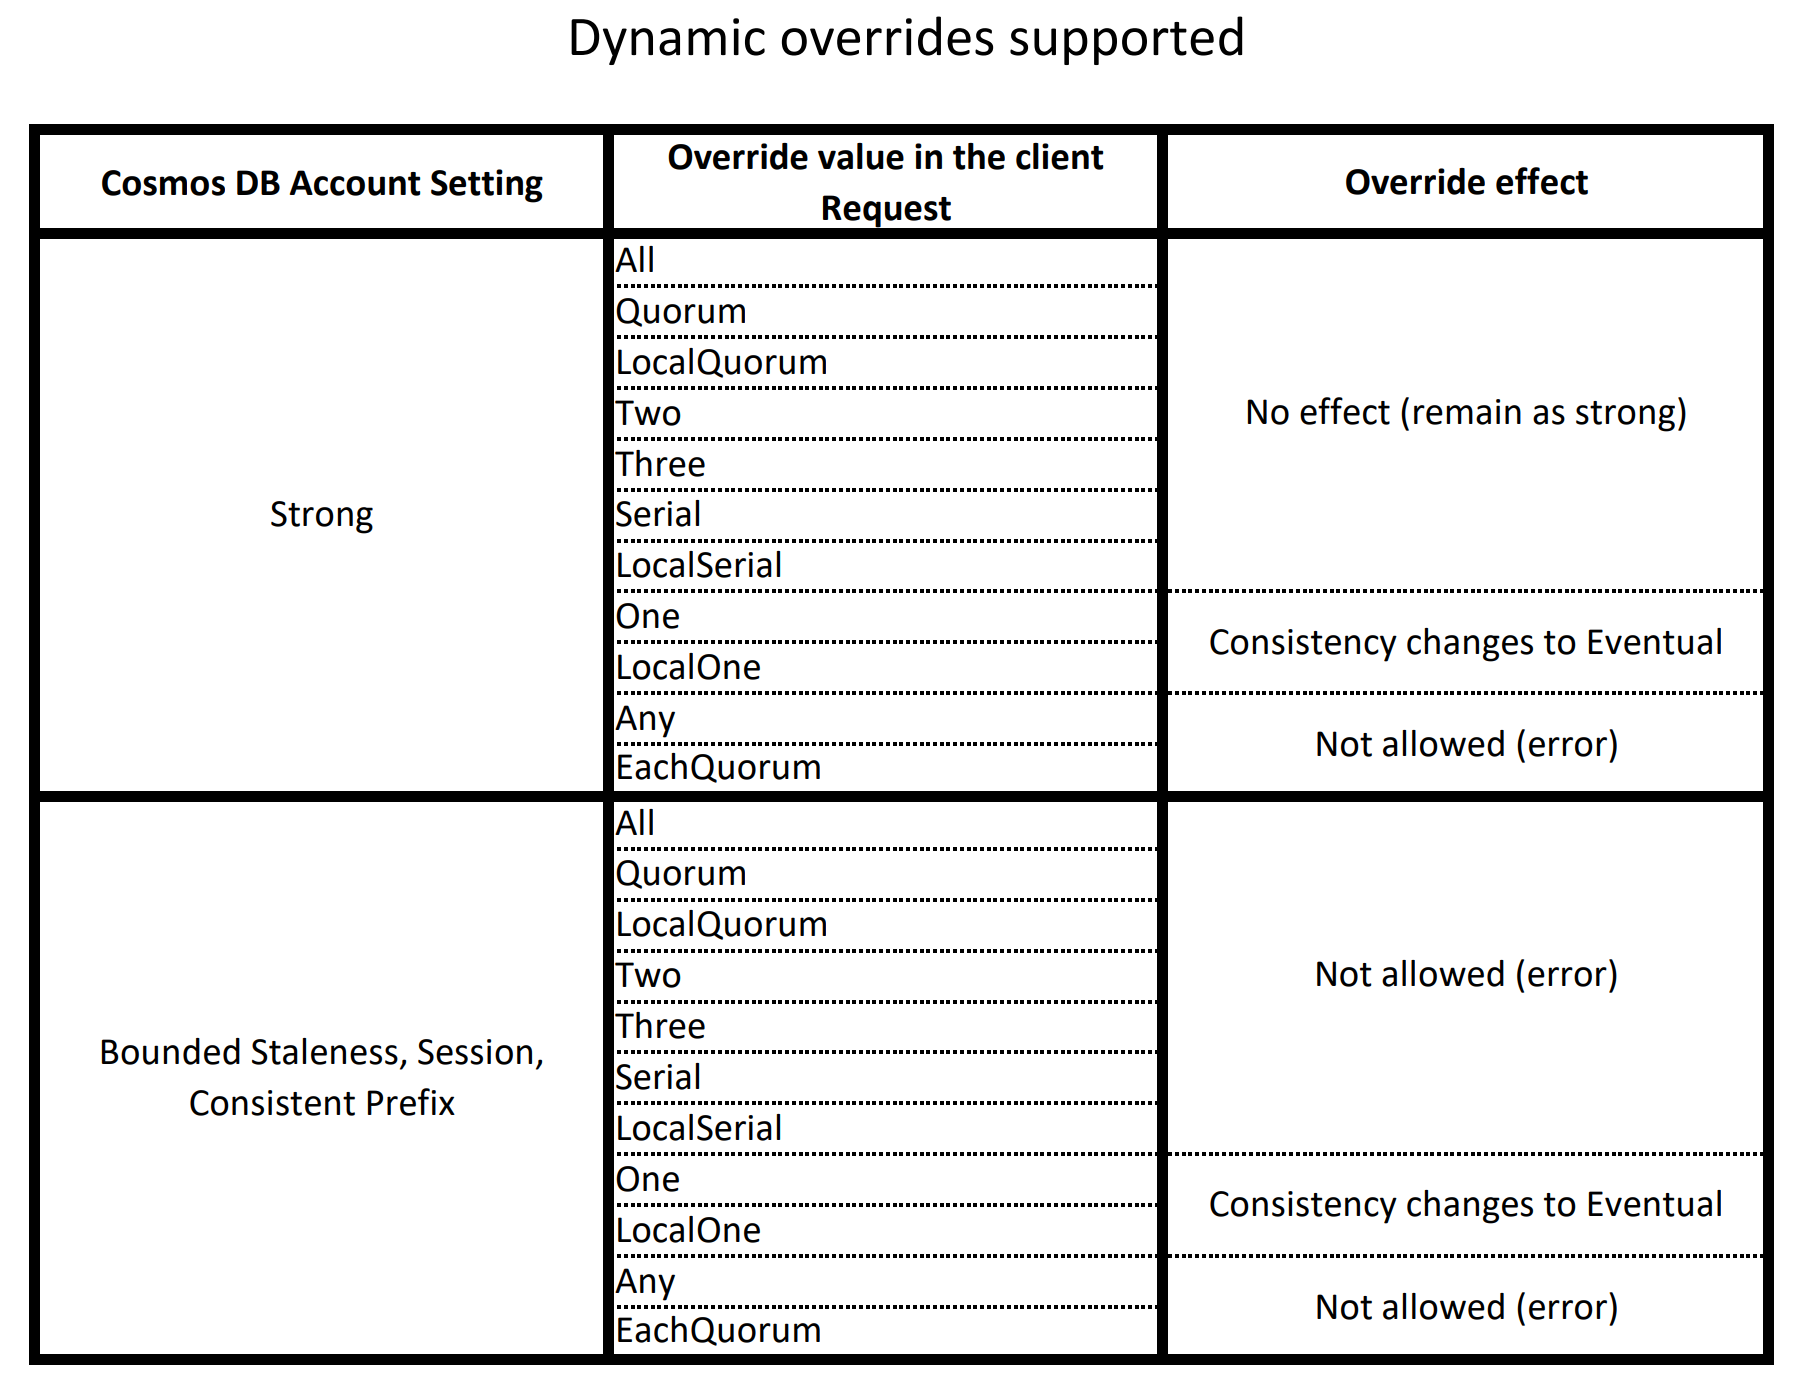 Dynamic overrides supported
Cosmos DB Account Setting
Override value in the client
Request
Override effect
Strong
All
Quorum
LocalQuorum
Two
Three
Serial
LocalSerial
One
LocalOne
Any
EachQuorum
No effect (remain as strong)
Consistency changes to Eventual
Not allowed (error)
Bounded Staleness, Session,
Consistent Prefix
All
Quorum
LocalQuorum
Two
Three
Serial
LocalSerial
One
LocalOne
Any
EachQuorum
Not allowed (error)
Consistency changes to Eventual
Not allowed (error)